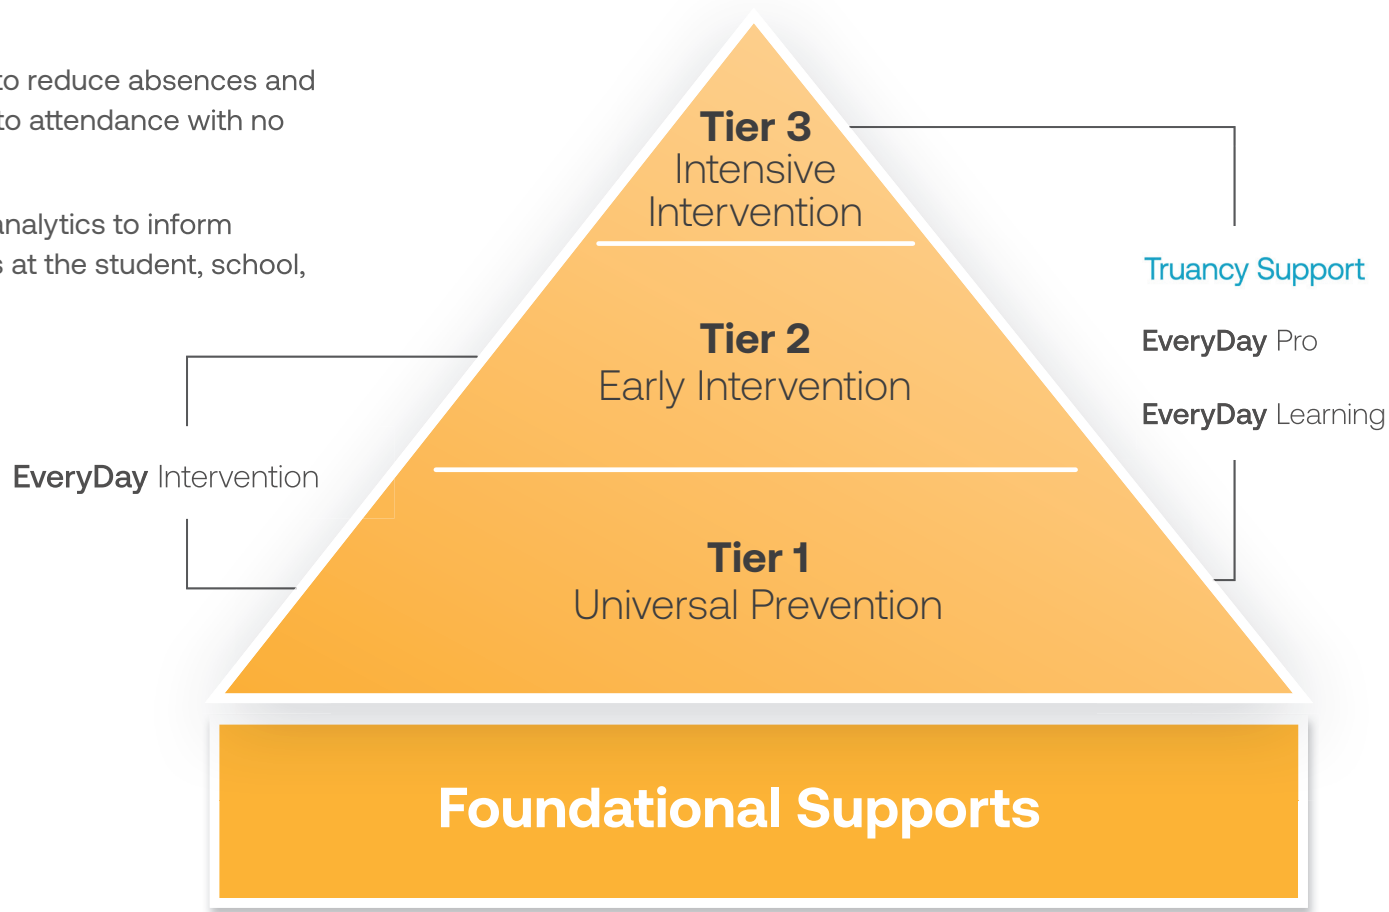 to reduce absences and
to attendance with no
analytics to inform
s at the student, school,
Tier 3
Intensive
Intervention
Tier 2
Early Intervention
Tier 1
Universal Prevention
EveryDay Intervention
Truancy Support
EveryDay Pro
EveryDay Learning
Foundational Supports